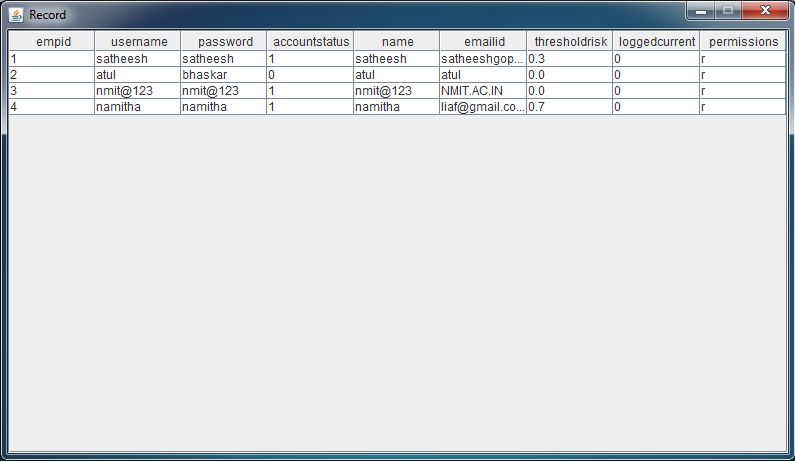 Record
empid username password accountstatus name emailid thresholdrisk loggedcurrent permissions
1 satheesh satheesh 1 satheesh satheeshgop... 0.3 0 r
2 atul bhaskar 0 atul atul 0.0 0 r
3 nmit@123 nmit@123 1 nmit@123 NMIT.AC.IN 0.0 0 r
4 namitha namitha 1 namitha liaf@gmail.co... 0.7 0 r